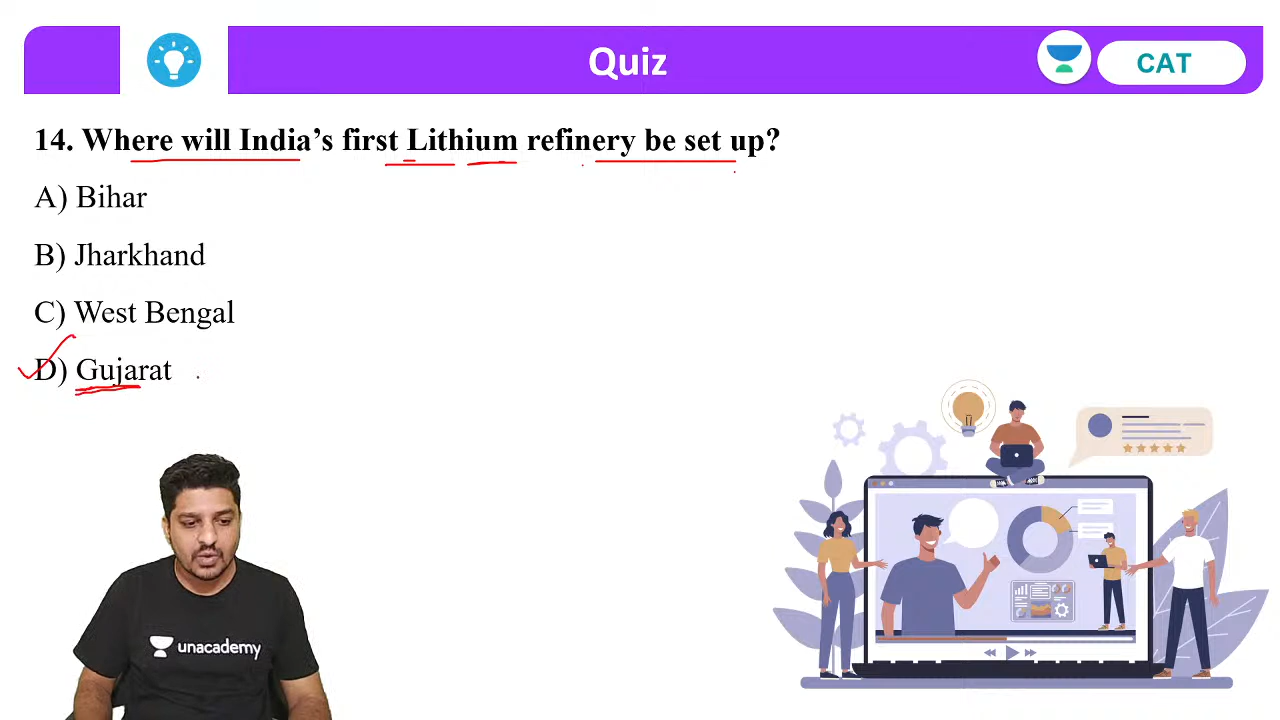 Quiz
CAT
14. Where will India’s first Lithium refinery be set up?
A) Bihar
B) Jharkhand
C) West Bengal
D) Gujarat
unacademy